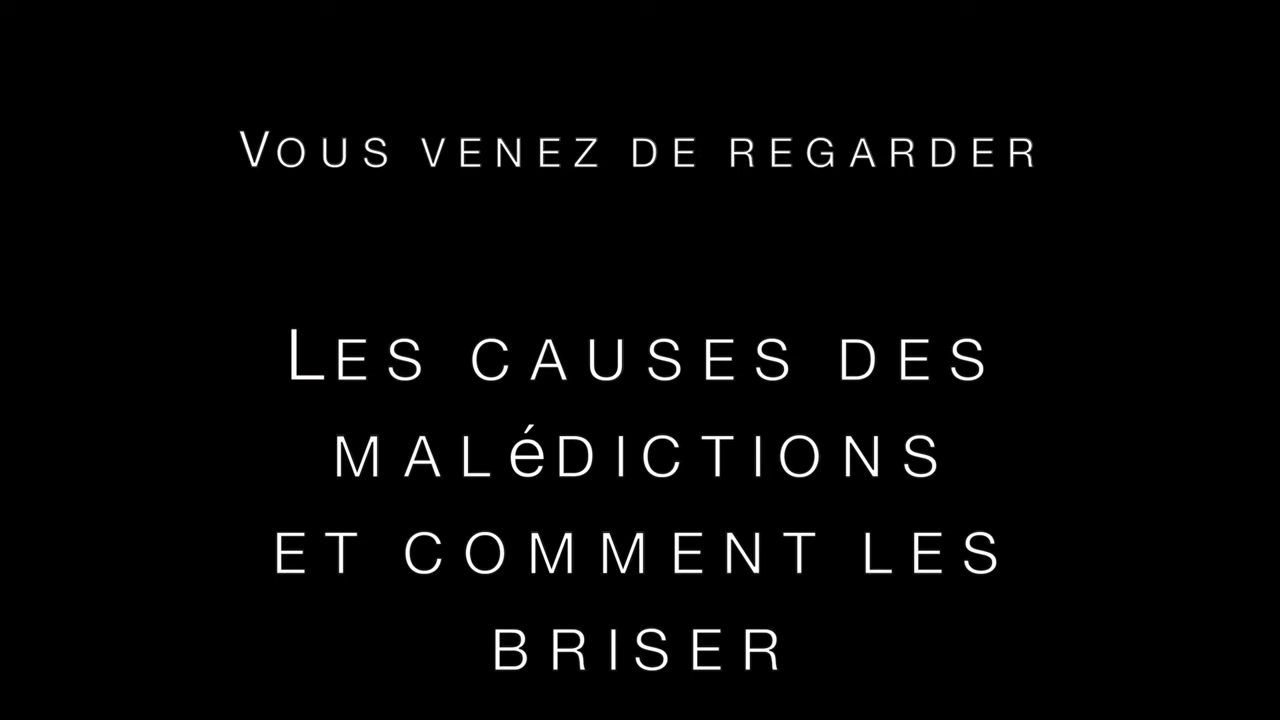 Vous venez de regarder
Les causes des
malédictions
et comment les
briser